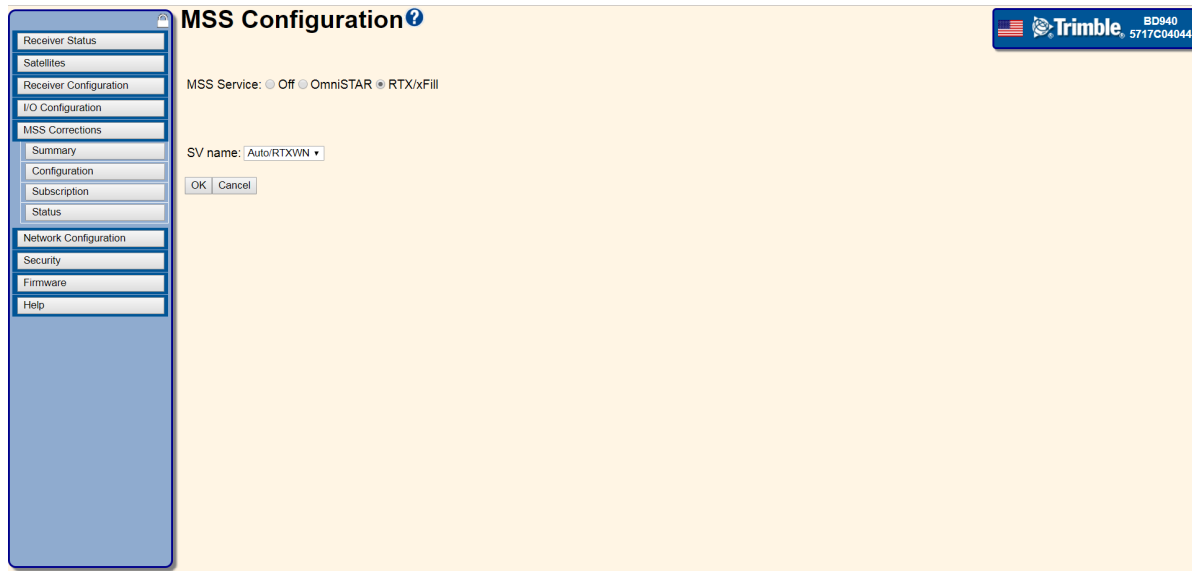 MSS Configuration?
Trimble® BD940
5717C04044
Receiver Status
Satellites
Receiver Configuration
I/O Configuration
MSS Corrections
Summary
Configuration
Subscription
Status
Network Configuration
Security
Firmware
Help
MSS Service: Off OmniSTAR RTX/xFill
SV name: Auto/RTXWN
OK Cancel